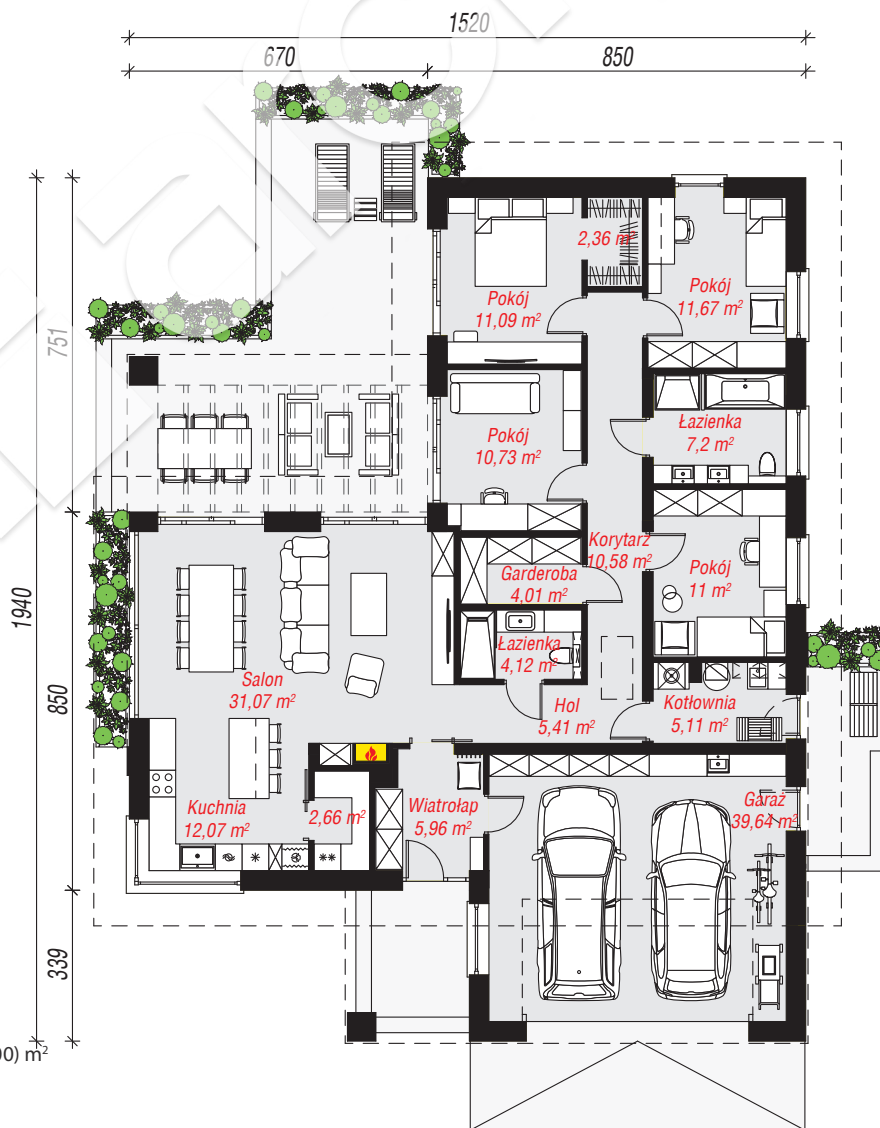 1520
670
850
2,36 m²
Pokój
11,09 m²
Pokój
11,67 m²
751
Łazienka
7,2 m²
Pokój
10,73 m²
Korytarz
10,58 m²
Pokój
11 m²
Garderoba
4,01 m²
1940
Łazienka
4,12 m²
Salon
31,07 m²
850
Hol
5,41 m²
Kotłownia
5,11 m²
Kuchnia
12,07 m²
2,66 m²
Wiatrołap
5,96 m²
Garaż
39,64 m²
339
00) m²